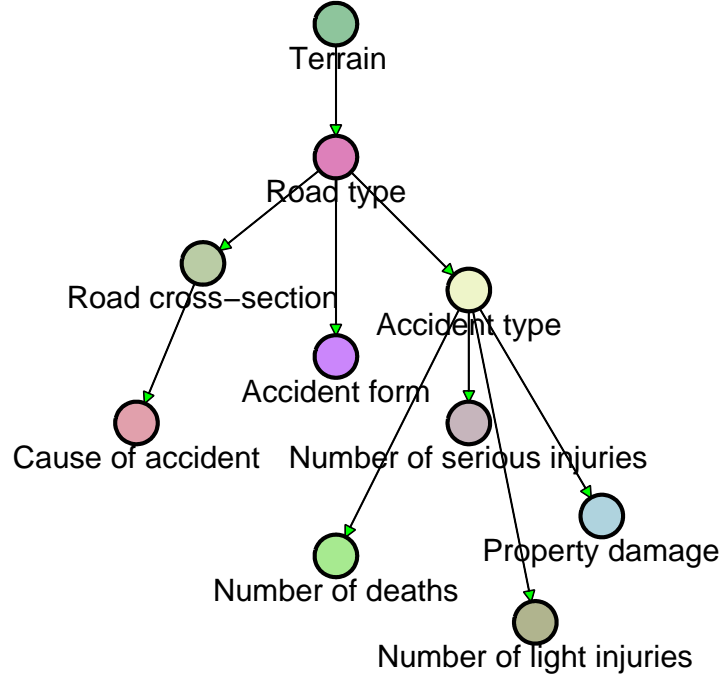 Terrain
Road type
Road cross−section
Accident type
Accident form
Cause of accident
Number of serious injuries
Property damage
Number of deaths
Number of light injuries